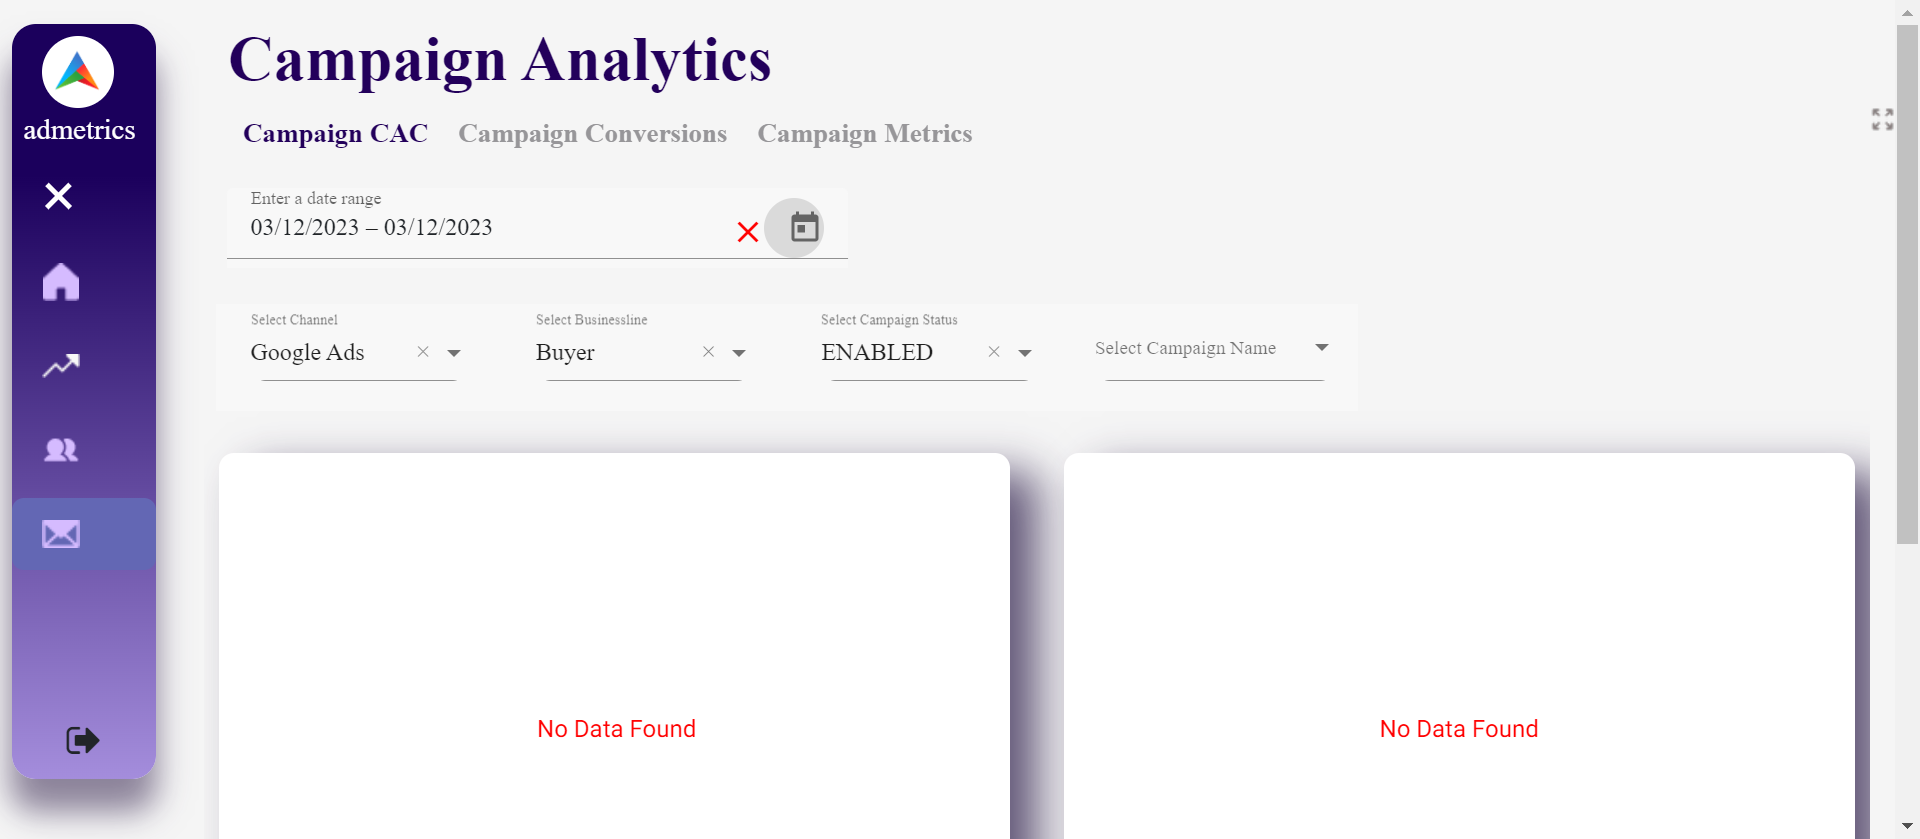 Campaign Analytics
admetrics
Campaign CAC Campaign Conversions Campaign Metrics
Enter a date range
03/12/2023 – 03/12/2023
Select Channel Select Businessline Select Campaign Status
Google Ads Buyer ENABLED Select Campaign Name
No Data Found No Data Found